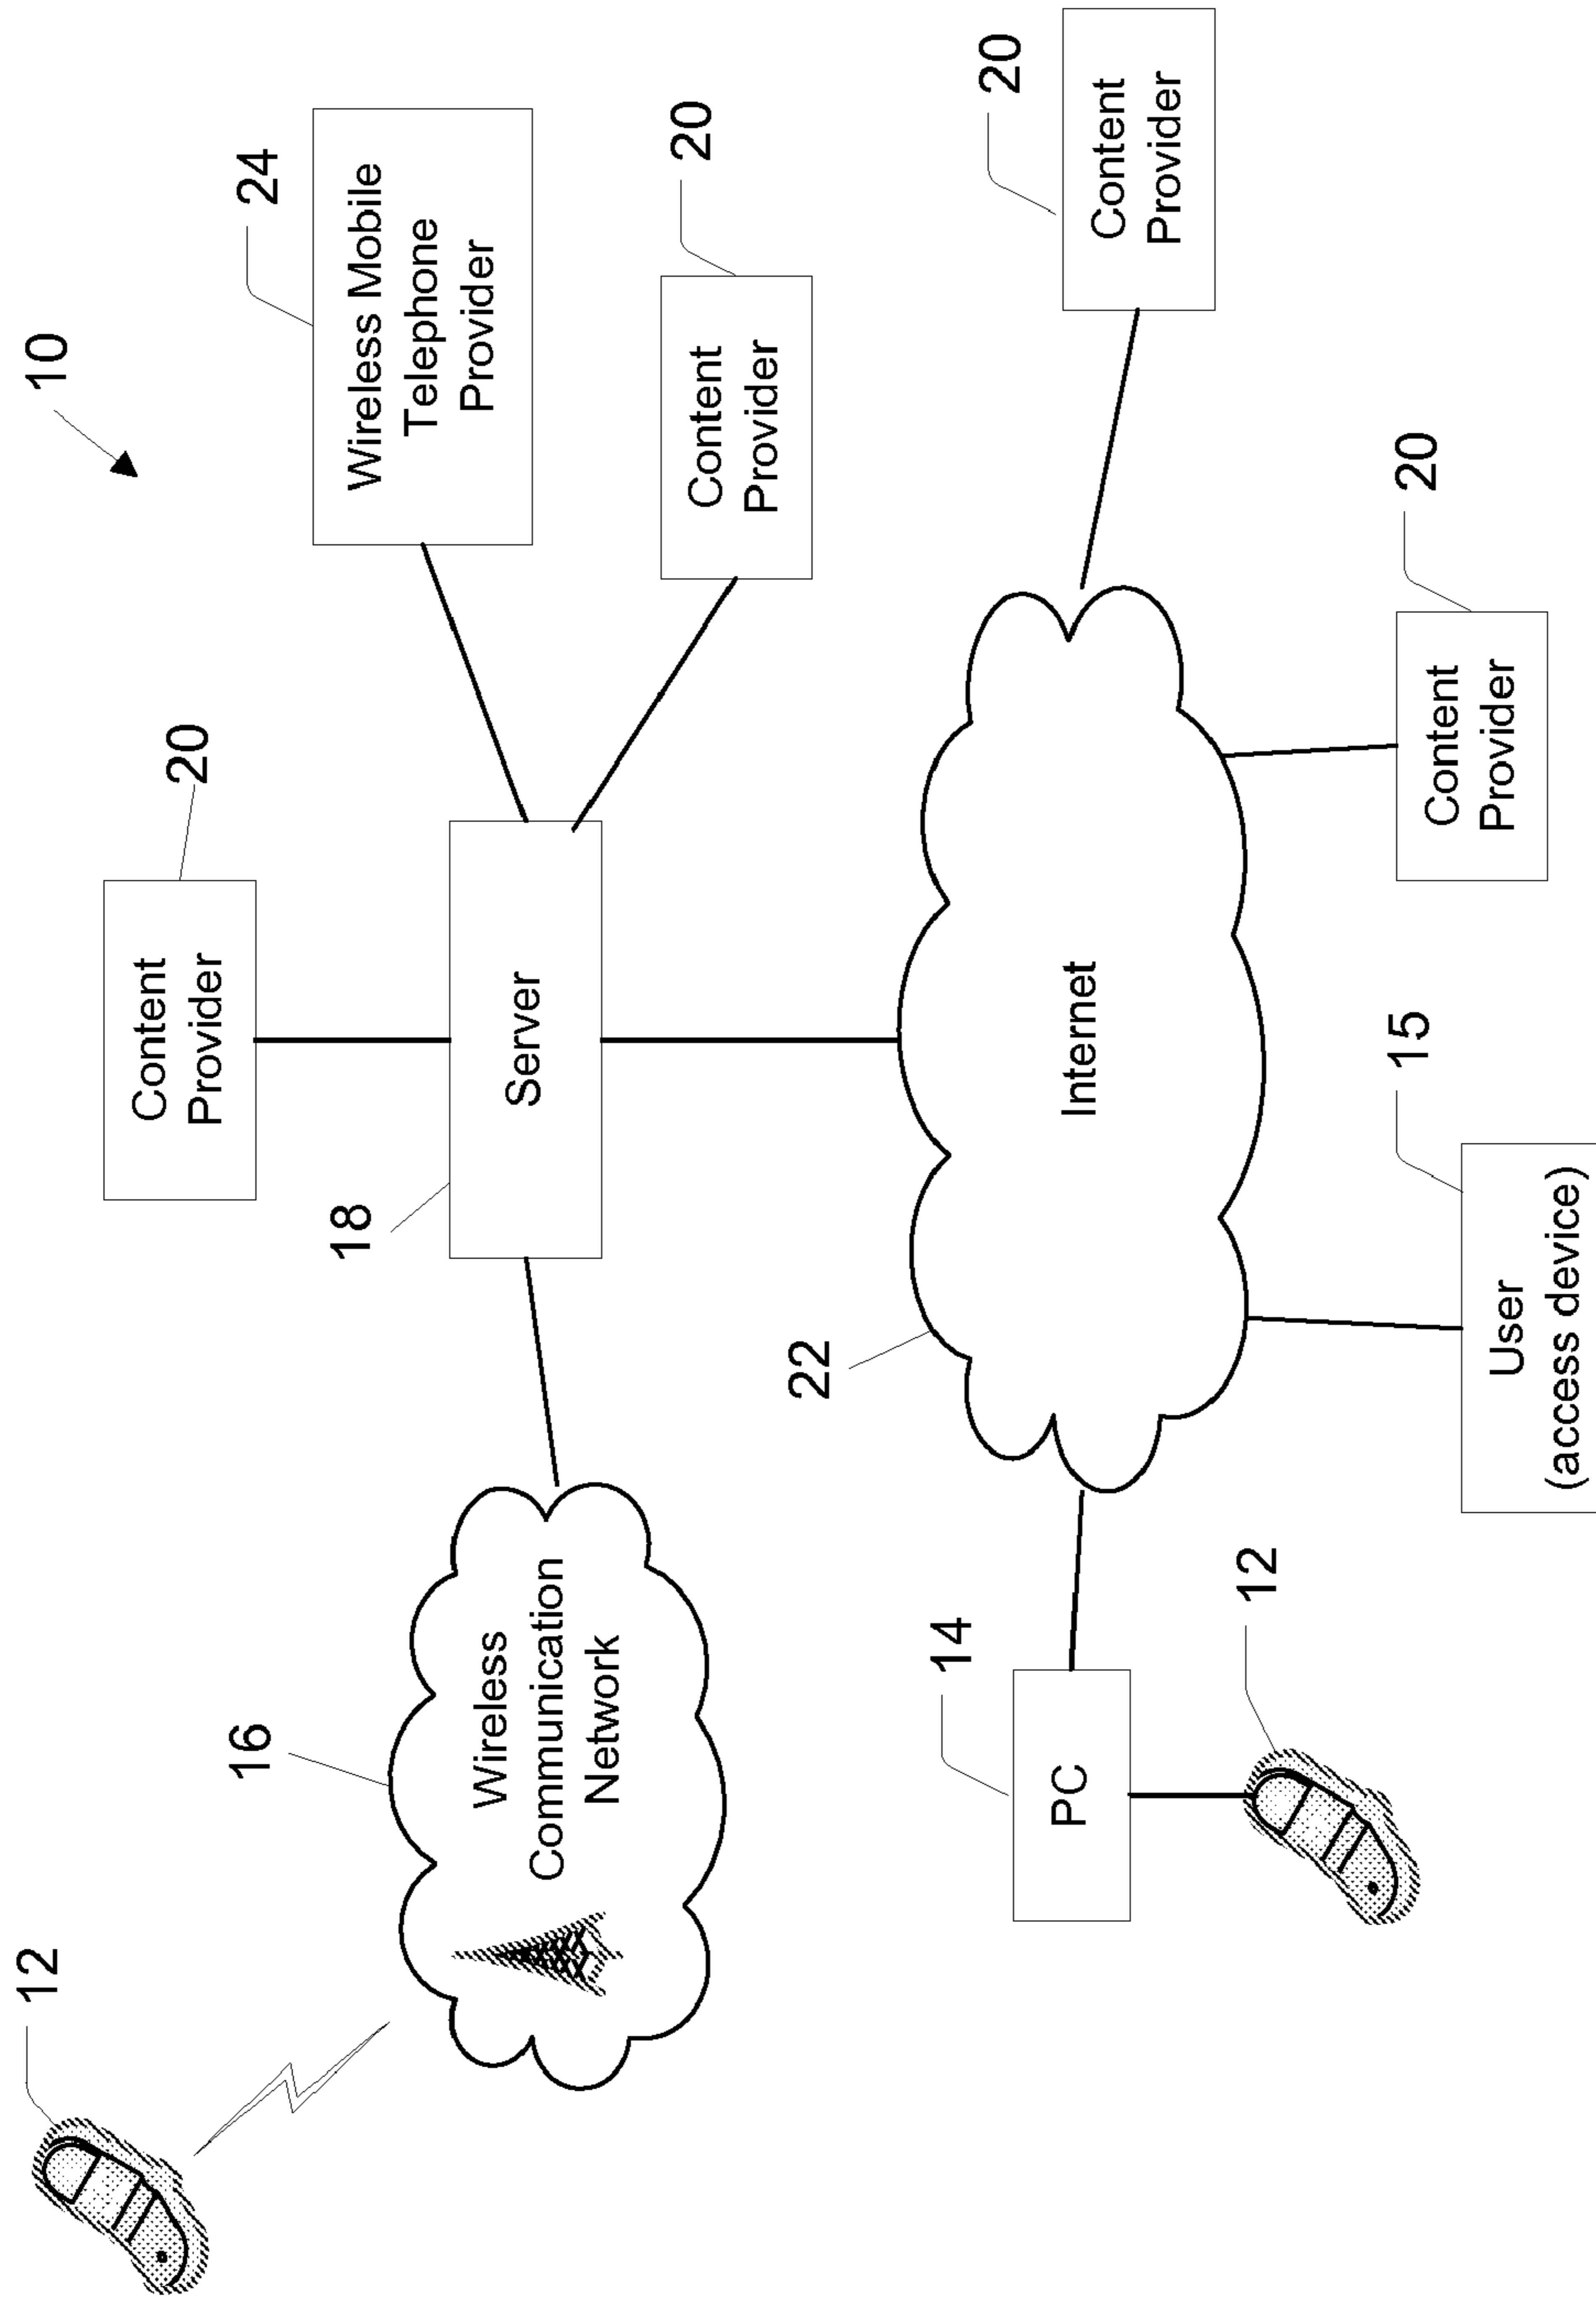 10
12
16
Wireless
Communication
Network
18
Server
20
Content
Provider
24
Wireless Mobile
Telephone
Provider
20
Content
Provider
22
Internet
14
PC
12
15
User
(access device)
20
Content
Provider
20
Content
Provider